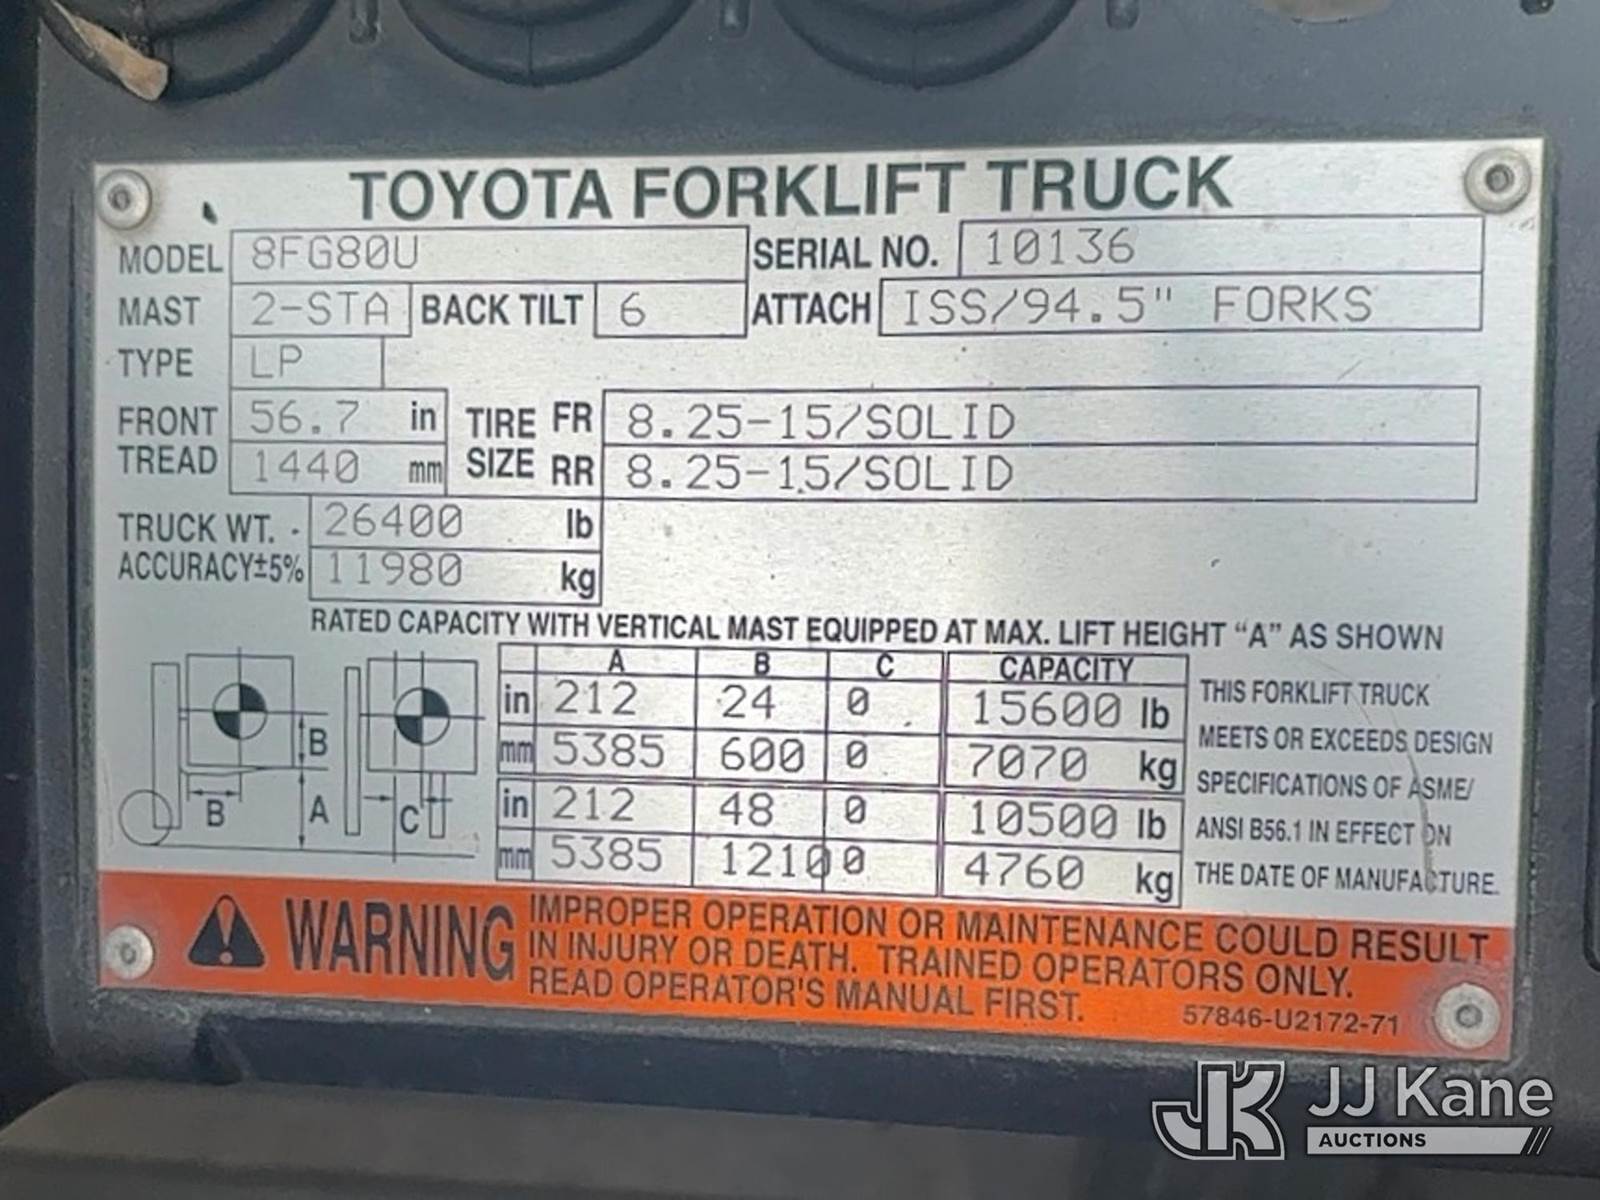 TOYOTA FORKLIFT TRUCK
MODEL 8FG80U SERIAL NO. 10136
MAST 2-STA BACK TILT 6 ATTACH ISS/94.5" FORKS
TYPE LP
FRONT TREAD 56.7 in TIRE SIZE FR 8.25-15/SOLID
1440 mm RR 8.25-15/SOLID
TRUCK WT. 26400 lb
ACCURACY±5% 11980 kg
RATED CAPACITY WITH VERTICAL MAST EQUIPPED AT MAX. LIFT HEIGHT “A” AS SHOWN
A B C CAPACITY
in 212 24 0 15600 lb
mm 5385 600 0 7070 kg
in 212 48 0 10500 lb
mm 5385 1210 0 4760 kg
B
B
A
C
THIS FORKLIFT TRUCK
MEETS OR EXCEEDS DESIGN
SPECIFICATIONS OF ASME/
ANSI B56.1 IN EFFECT ON
THE DATE OF MANUFACTURE.
WARNING
IMPROPER OPERATION OR MAINTENANCE COULD RESULT
IN INJURY OR DEATH. TRAINED OPERATORS ONLY.
READ OPERATOR'S MANUAL FIRST.
57846-U2172-71
JK JJ Kane
AUCTIONS